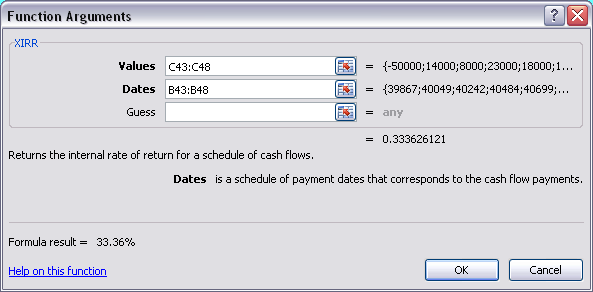 Function Arguments
XIRR
Values C43:C48 = {-50000;14000;8000;23000;18000;1...
Dates B43:B48 = {39867;40049;40242;40484;40699;...
Guess = any
= 0.333626121
Returns the internal rate of return for a schedule of cash flows.
Dates is a schedule of payment dates that corresponds to the cash flow payments.
Formula result = 33.36%
Help on this function OK Cancel